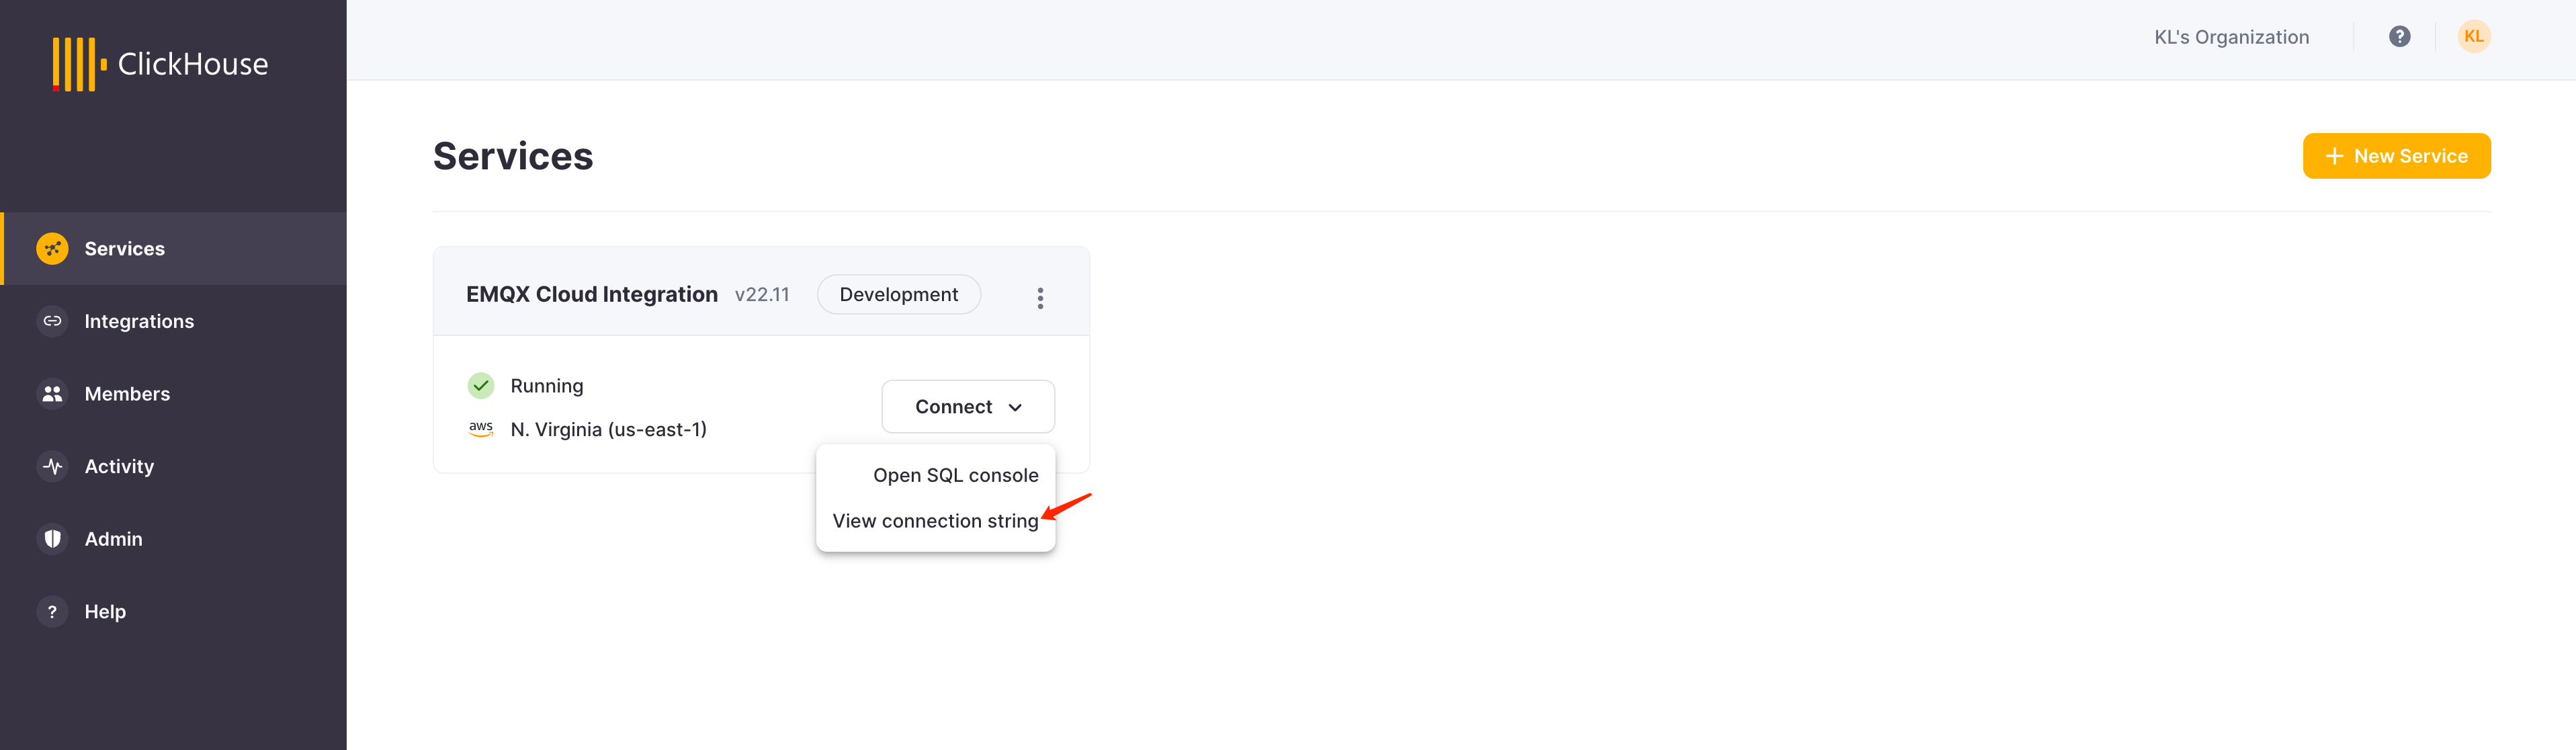 ClickHouse
KL's Organization
?
KL
Services
+ New Service
Services
Integrations
Members
Activity
Admin
? Help
EMQX Cloud Integration v22.11 Development
Running
aws N. Virginia (us-east-1)
Connect
Open SQL console
View connection string